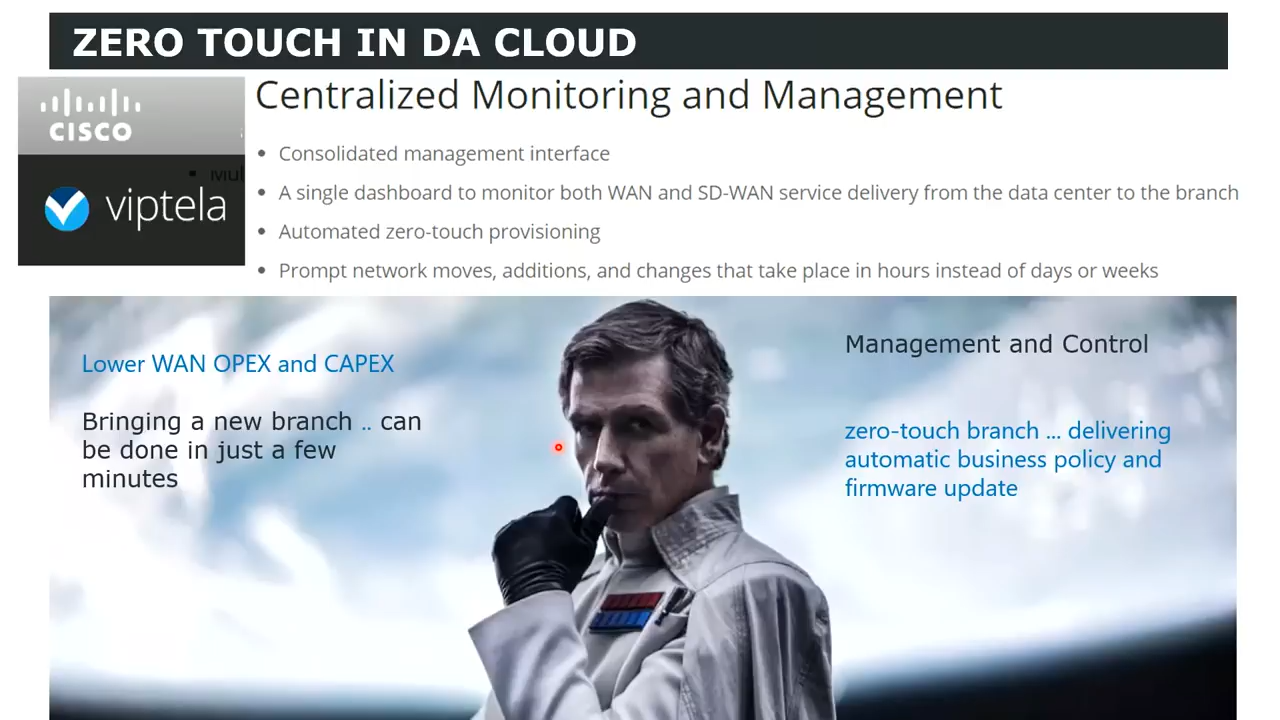 ZERO TOUCH IN DA CLOUD
CISCO
viptela
Centralized Monitoring and Management
• Consolidated management interface
• A single dashboard to monitor both WAN and SD-WAN service delivery from the data center to the branch
• Automated zero-touch provisioning
• Prompt network moves, additions, and changes that take place in hours instead of days or weeks
Lower WAN OPEX and CAPEX
Bringing a new branch .. can
be done in just a few
minutes
Management and Control
zero-touch branch ... delivering
automatic business policy and
firmware update